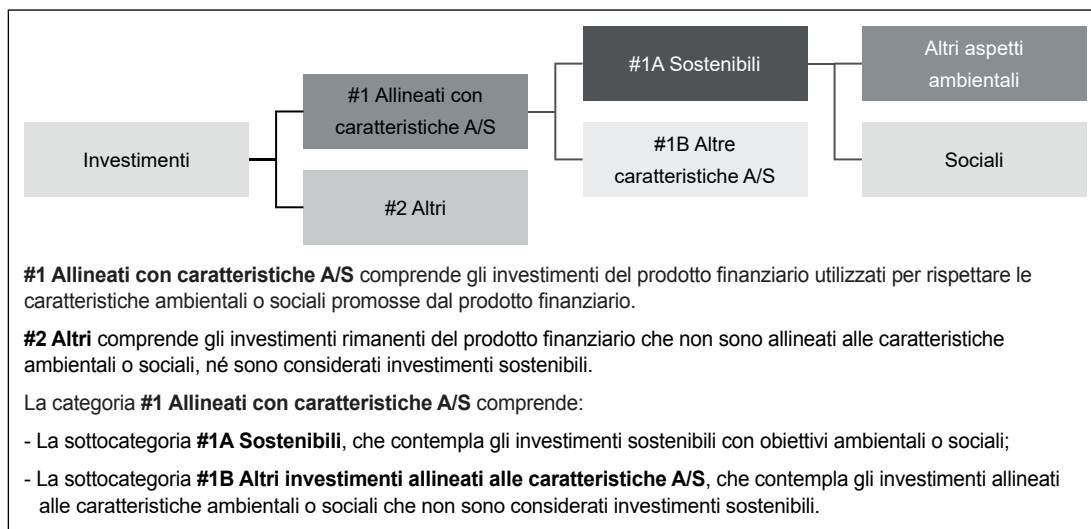 Investimenti
#1 Allineati con
caratteristiche A/S
#2 Altri
#1A Sostenibili
#1B Altre
caratteristiche A/S
Altri aspetti
ambientali
Sociali
#1 Allineati con caratteristiche A/S comprende gli investimenti del prodotto finanziario utilizzati per rispettare le
caratteristiche ambientali o sociali promosse dal prodotto finanziario.
#2 Altri comprende gli investimenti rimanenti del prodotto finanziario che non sono allineati alle caratteristiche
ambientali o sociali, né sono considerati investimenti sostenibili.
La categoria #1 Allineati con caratteristiche A/S comprende:
- La sottocategoria #1A Sostenibili, che contempla gli investimenti sostenibili con obiettivi ambientali o sociali;
- La sottocategoria #1B Altri investimenti allineati alle caratteristiche A/S, che contempla gli investimenti allineati
alle caratteristiche ambientali o sociali che non sono considerati investimenti sostenibili.